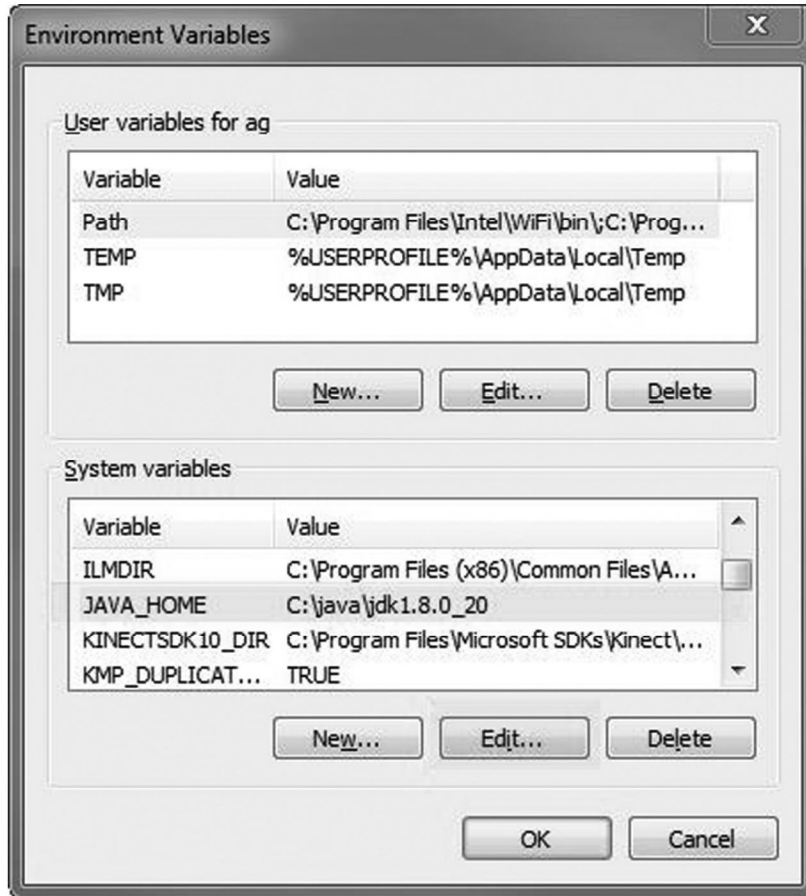 Environment Variables
X
User variables for ag
Variable Value
Path C:\Program Files\Intel\WiFi\bin\;C:\Prog...
TEMP %USERPROFILE%\AppData\Local\Temp
TMP %USERPROFILE%\AppData\Local\Temp
New... Edit... Delete
System variables
Variable Value
ILMDIR C:\Program Files (x86)\Common Files\A...
JAVA_HOME C:\java\jdk1.8.0_20
KINECTSDK10_DIR C:\Program Files\Microsoft SDKs\Kinect\...
KMP_DUPLICAT... TRUE
New... Edit... Delete
OK Cancel